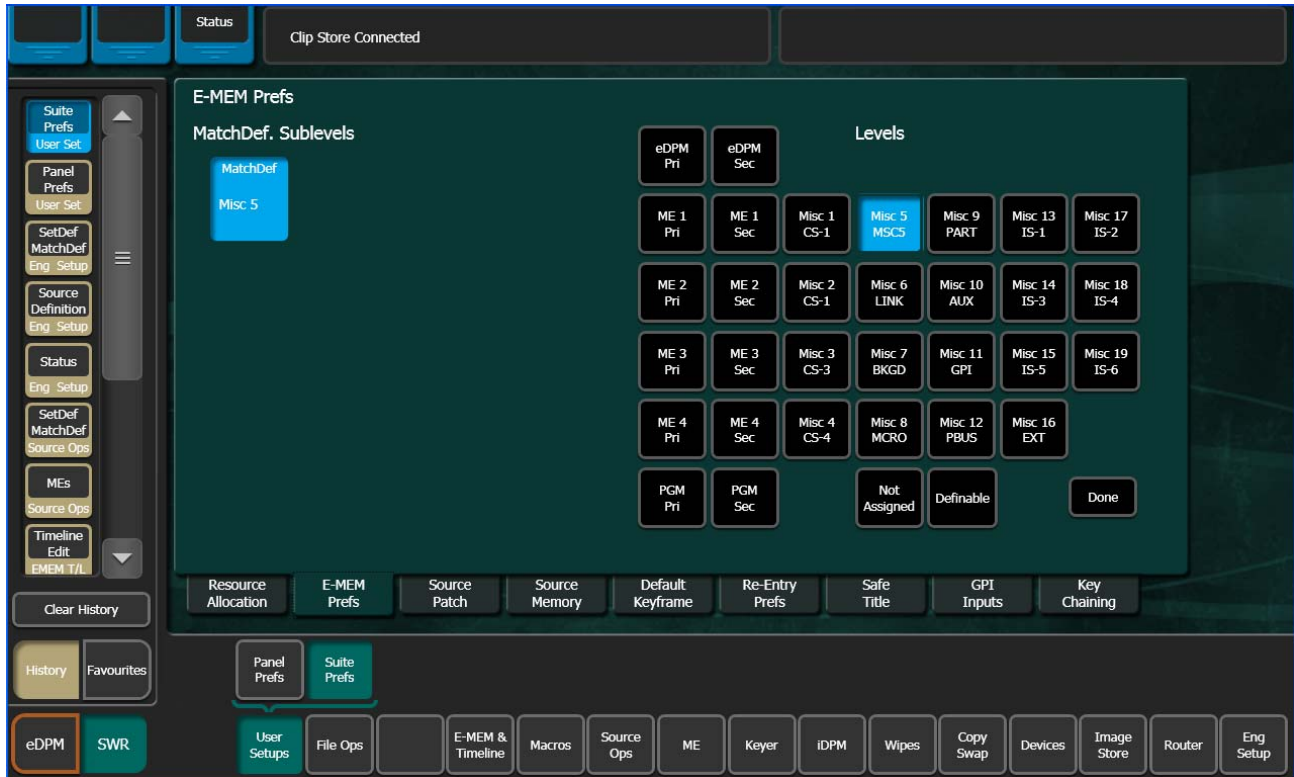 Status
Clip Store Connected
E-MEM Prefs
MatchDef. Sublevels
Levels
MatchDef
Misc 5
eDPM
Pri
eDPM
Sec
ME 1
Pri
ME 1
Sec
Misc 1
CS-1
Misc 5
MSC5
Misc 9
PART
Misc 13
IS-1
Misc 17
IS-2
ME 2
Pri
ME 2
Sec
Misc 2
CS-1
Misc 6
LINK
Misc 10
AUX
Misc 14
IS-3
Misc 18
IS-4
ME 3
Pri
ME 3
Sec
Misc 3
CS-3
Misc 7
BKGD
Misc 11
GPI
Misc 15
IS-5
Misc 19
IS-6
ME 4
Pri
ME 4
Sec
Misc 4
CS-4
Misc 8
MCRO
Misc 12
PBUS
Misc 16
EXT
PGM
Pri
PGM
Sec
Not
Assigned
Definable
Done
Suite
Prefs
User Set
Panel
Prefs
User Set
SetDef
MatchDef
Eng Setup
Source
Definition
Eng Setup
Status
Eng Setup
SetDef
MatchDef
Source Ops
MEs
Source Ops
Timeline
Edit
EMEM T/L
Clear History
History
Favourites
Resource
Allocation
E-MEM
Prefs
Source
Patch
Source
Memory
Default
Keyframe
Re-Entry
Prefs
Safe
Title
GPI
Inputs
Key
Chaining
Panel
Prefs
Suite
Prefs
eDPM
SWR
User
Setups
File Ops
E-MEM &
Timeline
Macros
Source
Ops
ME
Keyer
iDPM
Wipes
Copy
Swap
Devices
Image
Store
Router
Eng
Setup